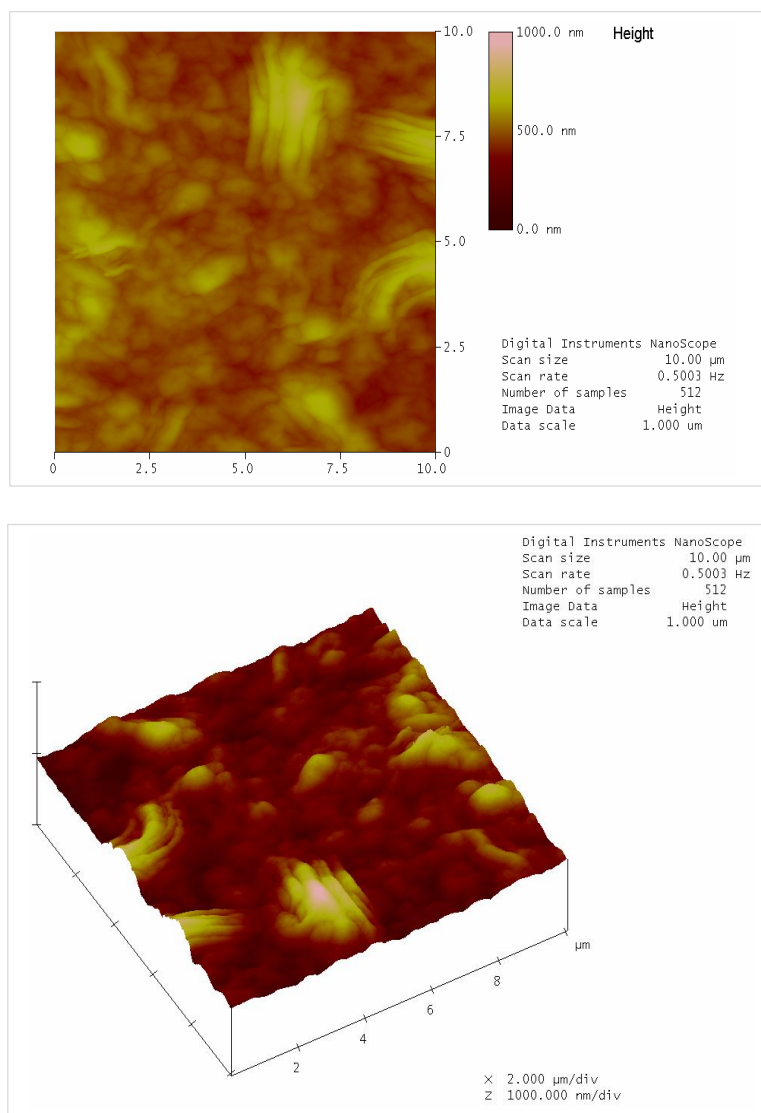 10.0
1000.0 nm
Height
7.5
500.0 nm
5.0
0.0 nm
2.5
Digital Instruments NanoScope
Scan size 10.00 µm
Scan rate 0.5003 Hz
Number of samples 512
Image Data Height
Data scale 1.000 um
0
0 2.5 5.0 7.5 10.0
Digital Instruments NanoScope
Scan size 10.00 µm
Scan rate 0.5003 Hz
Number of samples 512
Image Data Height
Data scale 1.000 um
µm
8
6
4
2
X 2.000 µm/div
Z 1000.000 nm/div